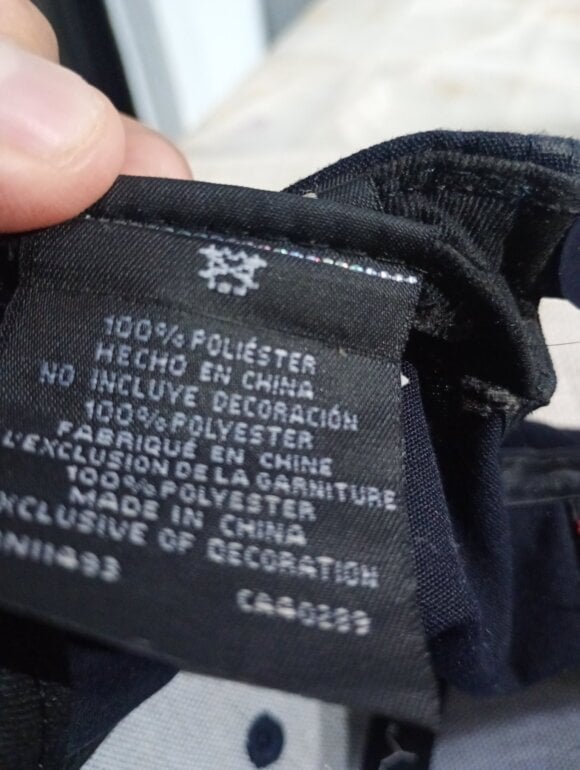 100% POLIÉSTER
HECHO EN CHINA
NO INCLUYE DECORACIÓN
100% POLYESTER
FABRIQUÉ EN CHINE
L'EXCLUSION DE LA GARNITURE
100% POLYESTER
MADE IN CHINA
EXCLUSIVE OF DECORATION